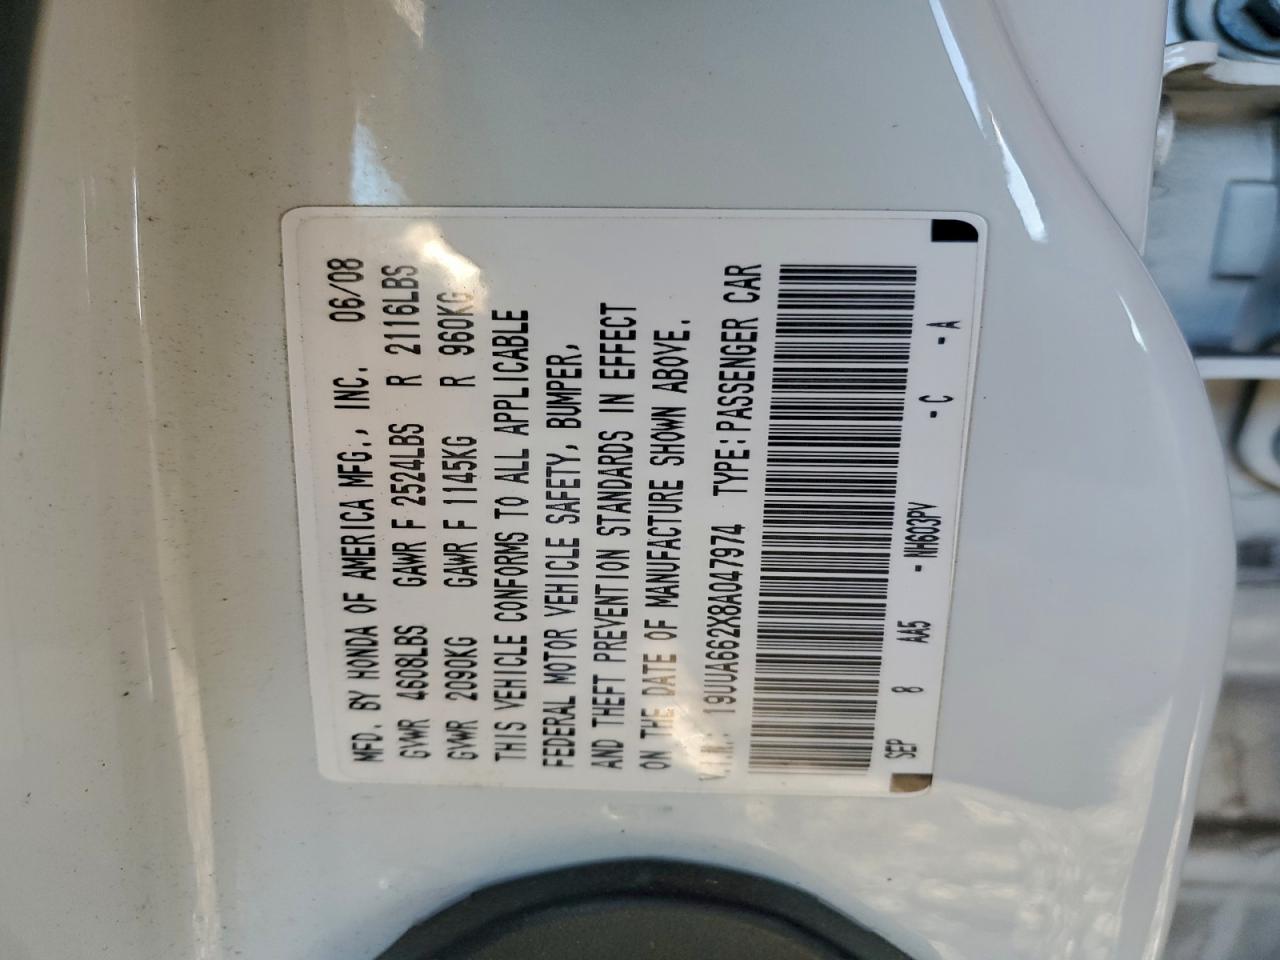 MFD. BY HONDA OF AMERICA MFG., INC. 06/08
GVWR 4608LBS GAWR F 2524LBS R 2116LBS
GVWR 2090KG GAWR F 1145KG R 960KG
THIS VEHICLE CONFORMS TO ALL APPLICABLE
FEDERAL MOTOR VEHICLE SAFETY, BUMPER,
AND THEFT PREVENTION STANDARDS IN EFFECT
ON THE DATE OF MANUFACTURE SHOWN ABOVE.
V.I.N.: 19UUA662X8A047974 TYPE:PASSENGER CAR
SEP 8 AA5 -NH603PV -C -A